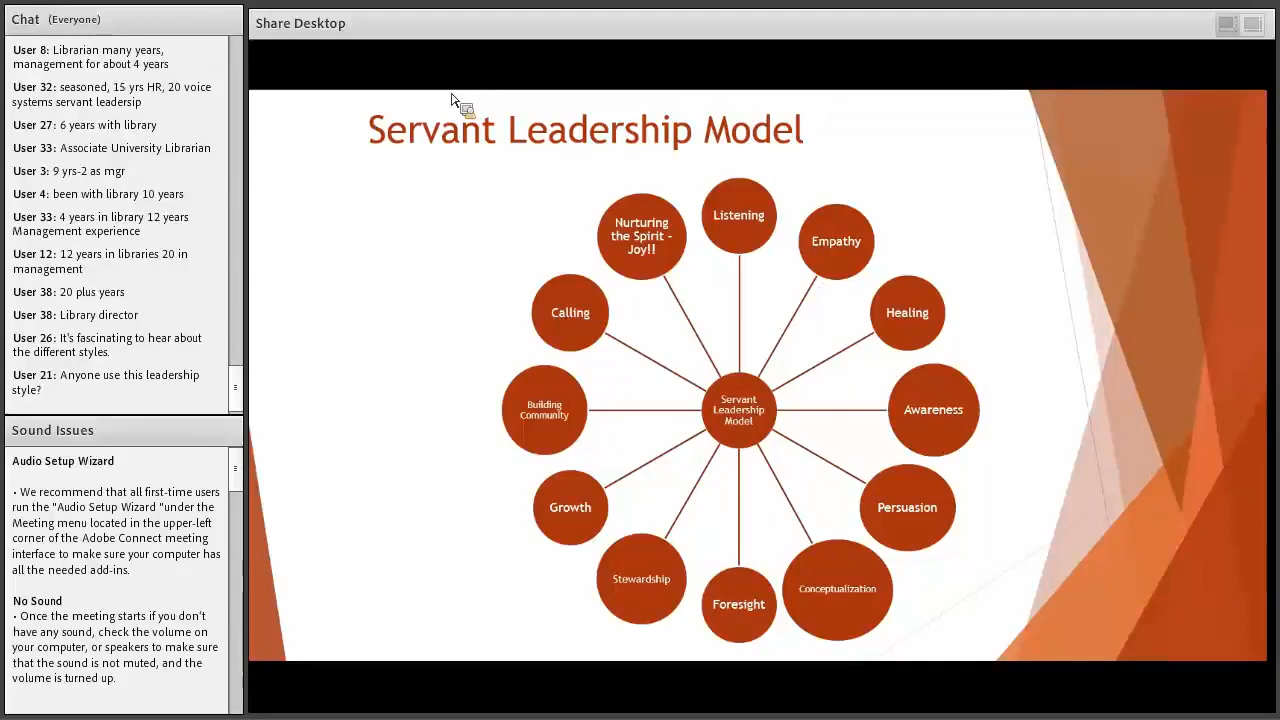 Chat (Everyone)
User 8: Librarian many years,
management for about 4 years
User 32: seasoned, 15 yrs HR, 20 voice
systems servant leadersip
User 27: 6 years with library
User 33: Associate University Librarian
User 3: 9 yrs-2 as mgr
User 4: been with library 10 years
User 33: 4 years in library 12 years
Management experience
User 12: 12 years in libraries 20 in
management
User 38: 20 plus years
User 38: Library director
User 26: It's fascinating to hear about
the different styles.
User 21: Anyone use this leadership
style?
Sound Issues
Audio Setup Wizard
• We recommend that all first-time users
run the "Audio Setup Wizard "under the
Meeting menu located in the upper-left
corner of the Adobe Connect meeting
interface to make sure your computer has
all the needed add-ins.
No Sound
• Once the meeting starts if you don't
have any sound, check the volume on
your computer, or speakers to make sure
that the sound is not muted, and the
volume is turned up.
Share Desktop
Servant Leadership Model
Listening
Empathy
Healing
Awareness
Persuasion
Conceptualization
Foresight
Stewardship
Growth
Building
Community
Calling
Nurturing
the Spirit -
Joy!!
Servant
Leadership
Model